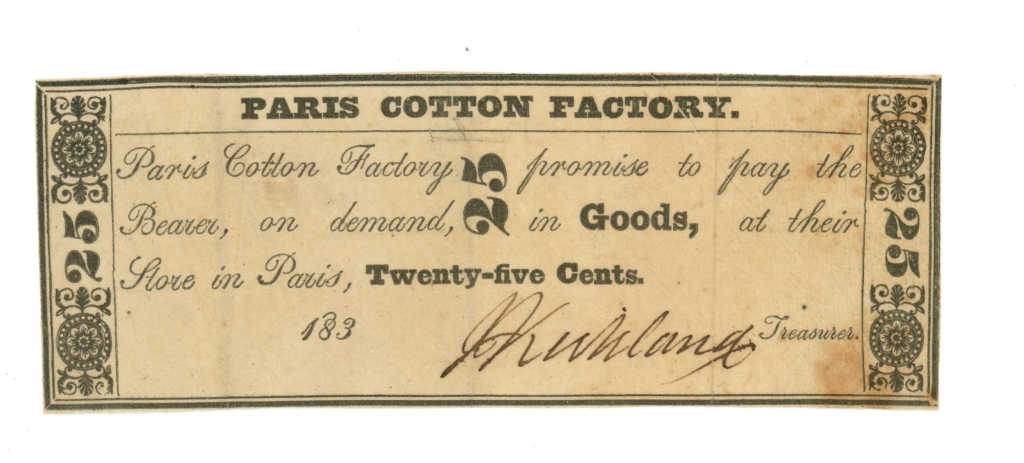 PARIS COTTON FACTORY.
Paris Cotton Factory 25 promise to pay the
Bearer, on demand, in Goods, at their
Store in Paris, Twenty-five Cents.
183
Treasurer.
25
25